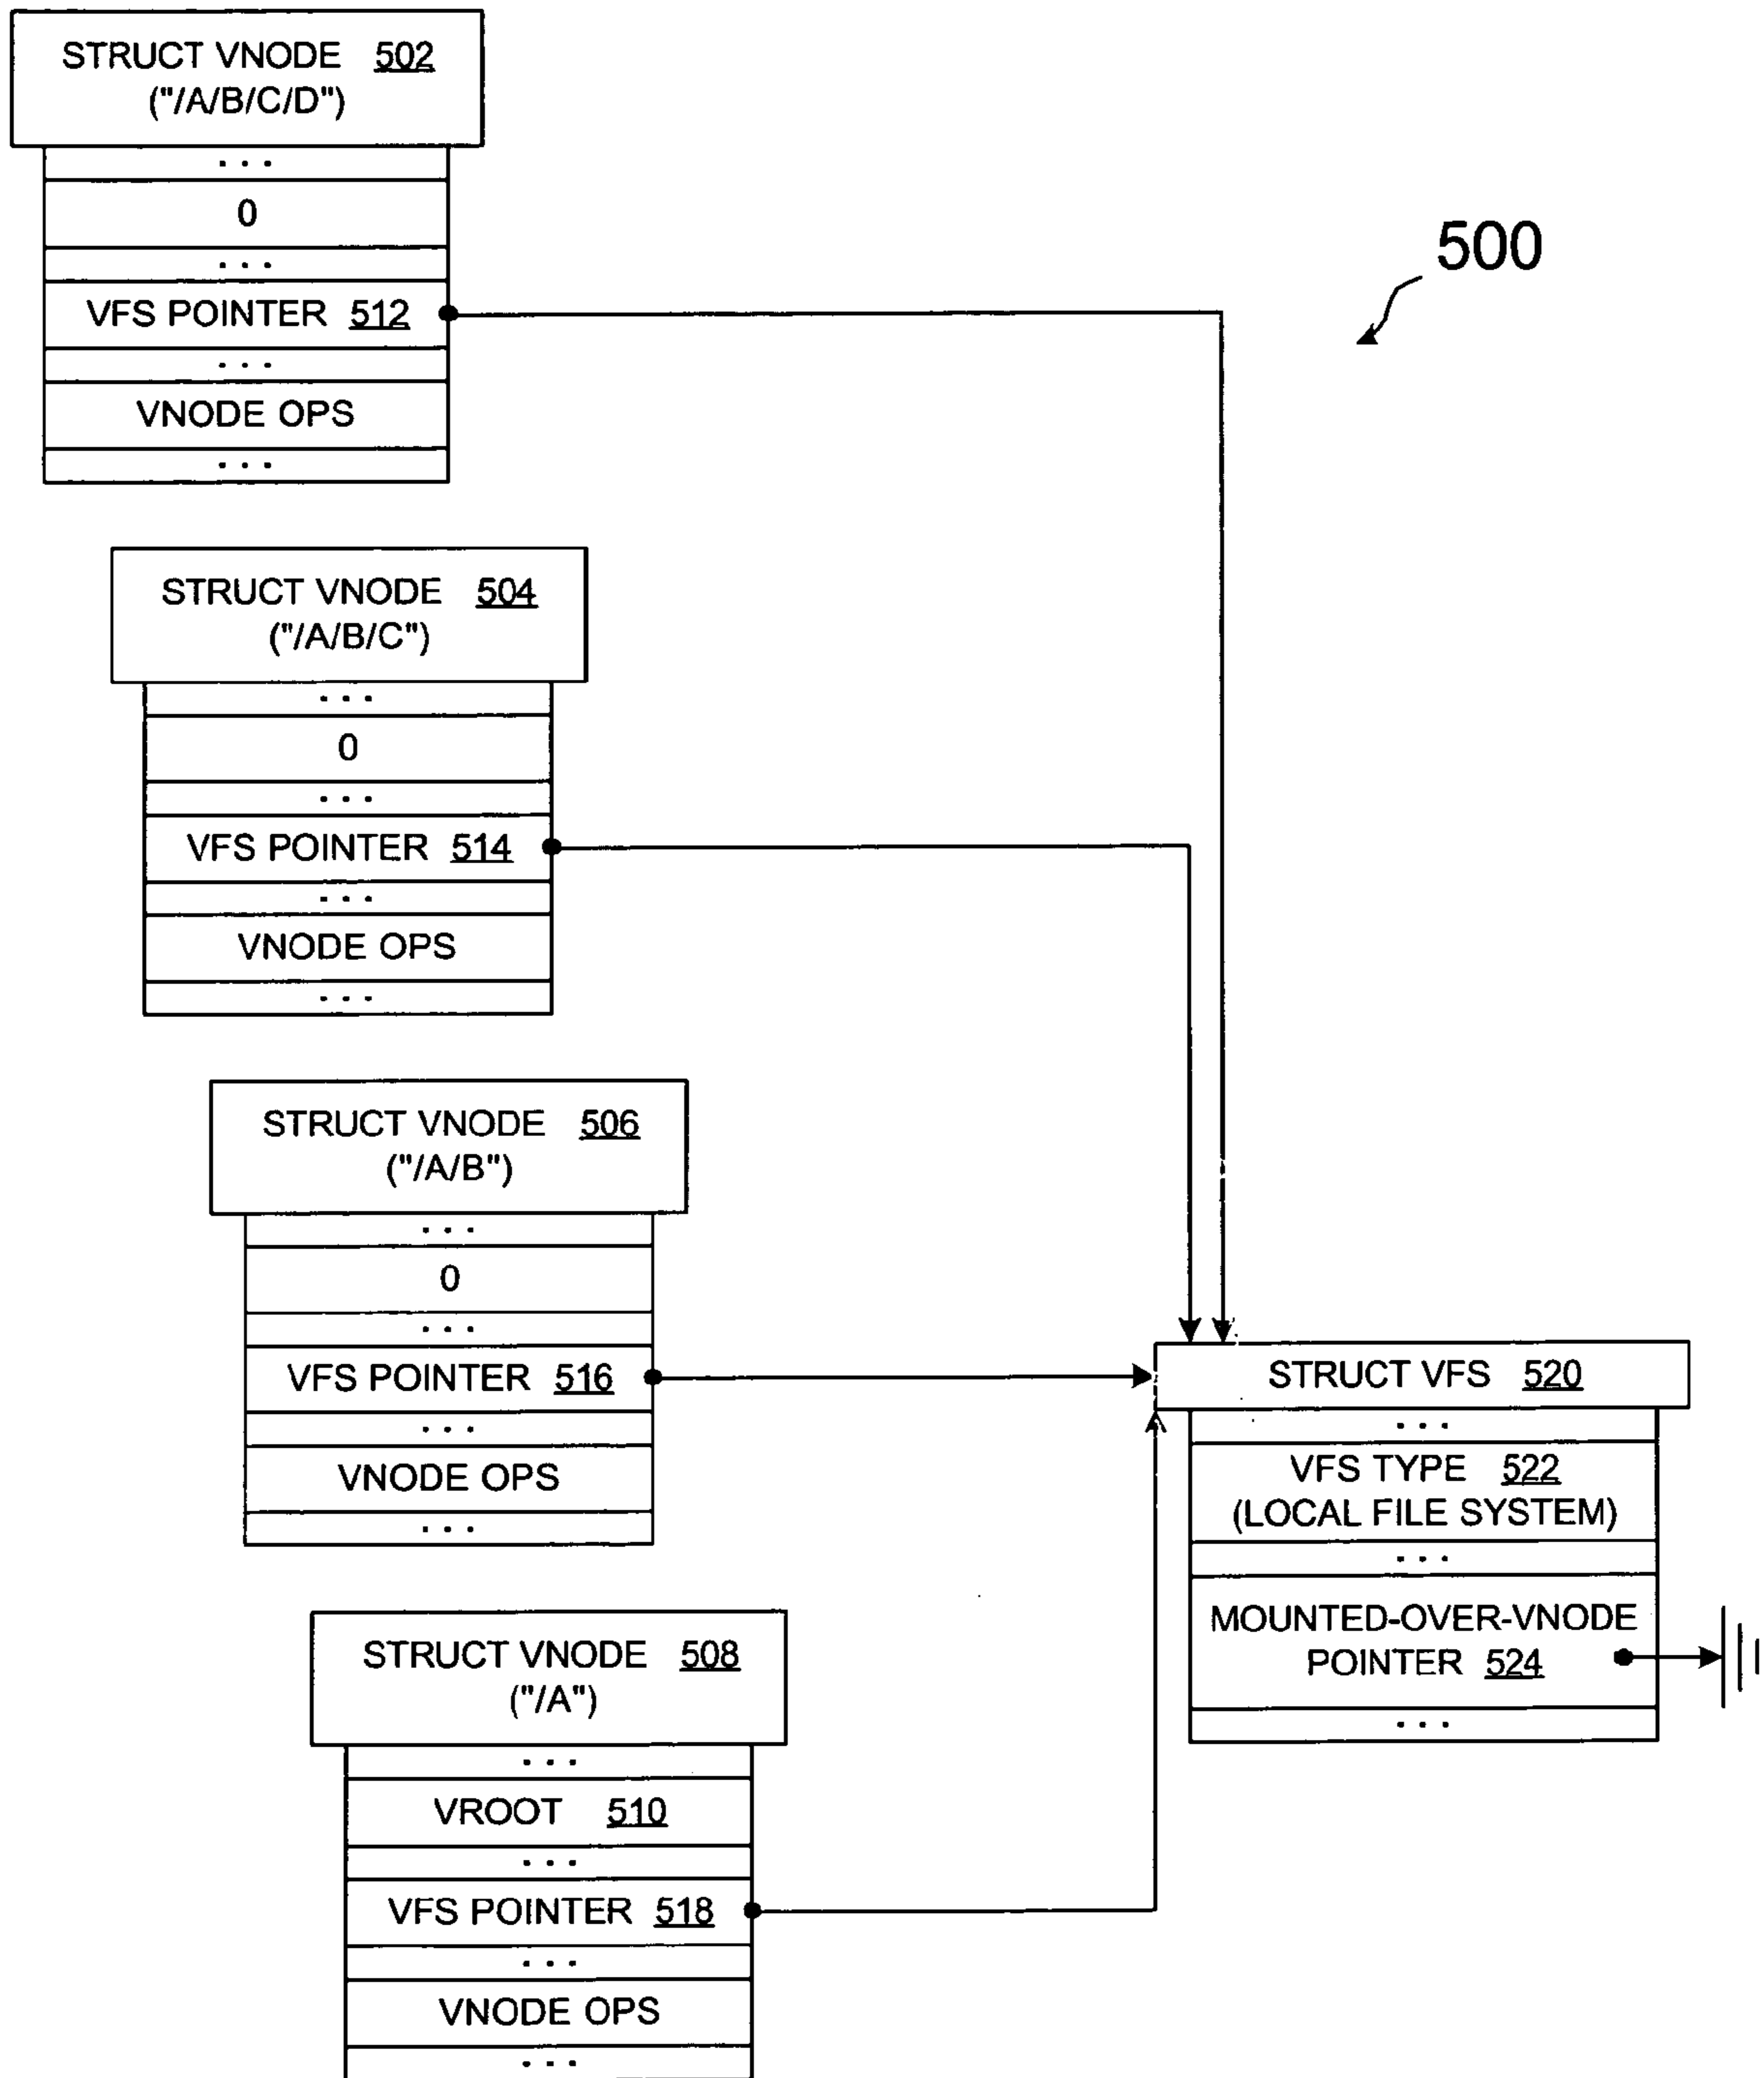 STRUCT VNODE 502
("/A/B/C/D")
...
0
...
VFS POINTER 512
...
VNODE OPS
...
500
STRUCT VNODE 504
("/A/B/C")
...
0
...
VFS POINTER 514
...
VNODE OPS
...
STRUCT VNODE 506
("/A/B")
...
0
...
VFS POINTER 516
...
VNODE OPS
...
STRUCT VFS 520
...
VFS TYPE 522
(LOCAL FILE SYSTEM)
...
MOUNTED-OVER-VNODE
POINTER 524
...
STRUCT VNODE 508
("/A")
...
VROOT 510
...
VFS POINTER 518
...
VNODE OPS
...